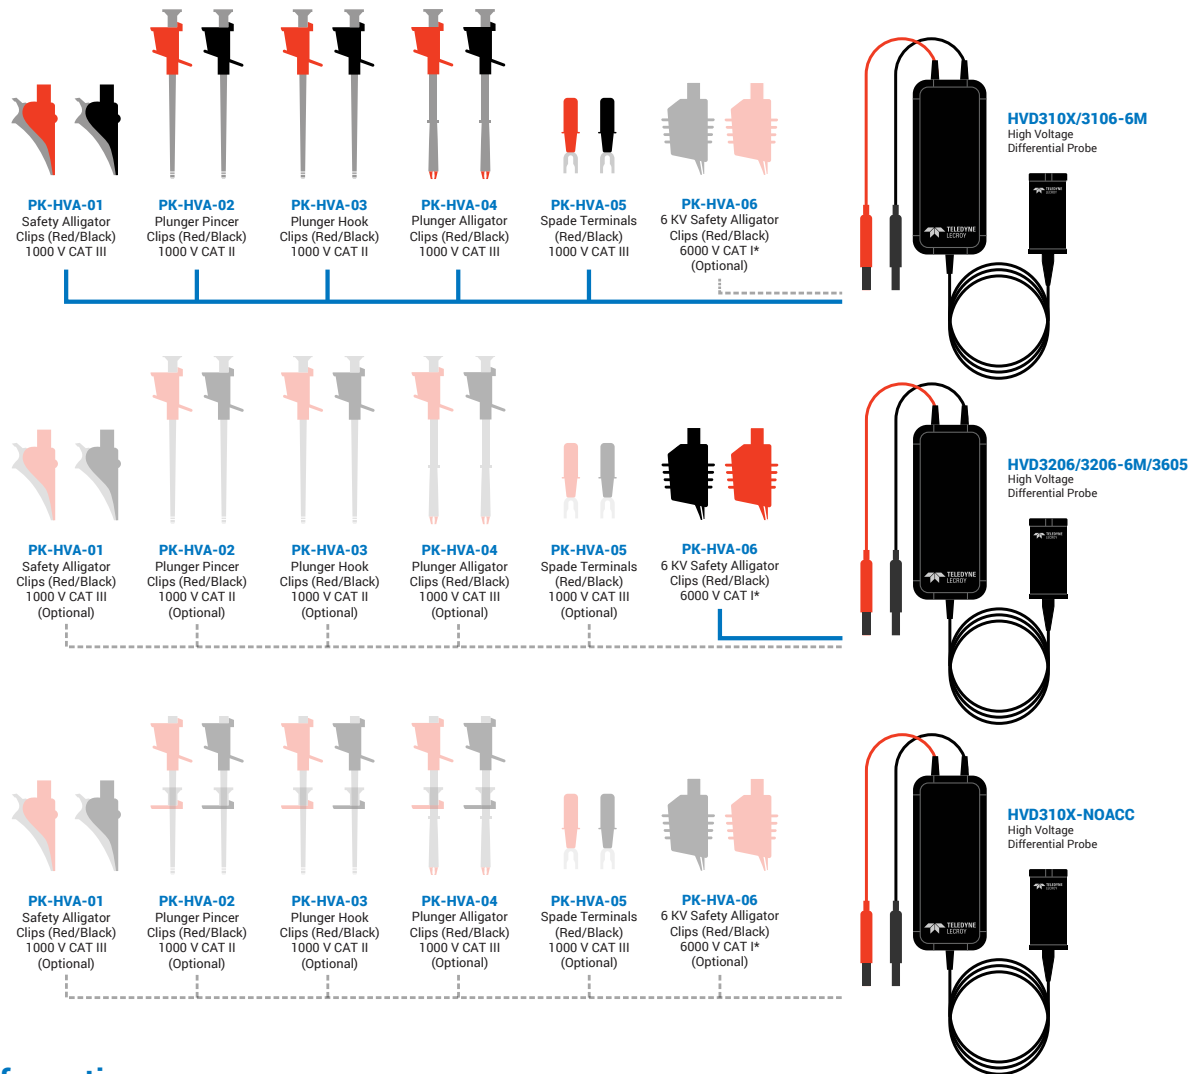 HVD310X/3106-6M
High Voltage
Differential Probe
TELEDYNE
LECROY
TELEDYNE
LECROY
PK-HVA-01
Safety Alligator
Clips (Red/Black)
1000 V CAT III
PK-HVA-02
Plunger Pincer
Clips (Red/Black)
1000 V CAT II
PK-HVA-03
Plunger Hook
Clips (Red/Black)
1000 V CAT II
PK-HVA-04
Plunger Alligator
Clips (Red/Black)
1000 V CAT III
PK-HVA-05
Spade Terminals
(Red/Black)
1000 V CAT III
PK-HVA-06
6 KV Safety Alligator
Clips (Red/Black)
6000 V CAT I*
(Optional)
HVD3206/3206-6M/3605
High Voltage
Differential Probe
TELEDYNE
LECROY
TELEDYNE
LECROY
PK-HVA-01
Safety Alligator
Clips (Red/Black)
1000 V CAT III
(Optional)
PK-HVA-02
Plunger Pincer
Clips (Red/Black)
1000 V CAT II
(Optional)
PK-HVA-03
Plunger Hook
Clips (Red/Black)
1000 V CAT II
(Optional)
PK-HVA-04
Plunger Alligator
Clips (Red/Black)
1000 V CAT III
(Optional)
PK-HVA-05
Spade Terminals
(Red/Black)
1000 V CAT III
(Optional)
PK-HVA-06
6 KV Safety Alligator
Clips (Red/Black)
6000 V CAT I*
HVD310X-NOACC
High Voltage
Differential Probe
TELEDYNE
LECROY
TELEDYNE
LECROY
PK-HVA-01
Safety Alligator
Clips (Red/Black)
1000 V CAT III
(Optional)
PK-HVA-02
Plunger Pincer
Clips (Red/Black)
1000 V CAT II
(Optional)
PK-HVA-03
Plunger Hook
Clips (Red/Black)
1000 V CAT II
(Optional)
PK-HVA-04
Plunger Alligator
Clips (Red/Black)
1000 V CAT III
(Optional)
PK-HVA-05
Spade Terminals
(Red/Black)
1000 V CAT III
(Optional)
PK-HVA-06
6 KV Safety Alligator
Clips (Red/Black)
6000 V CAT I*
(Optional)